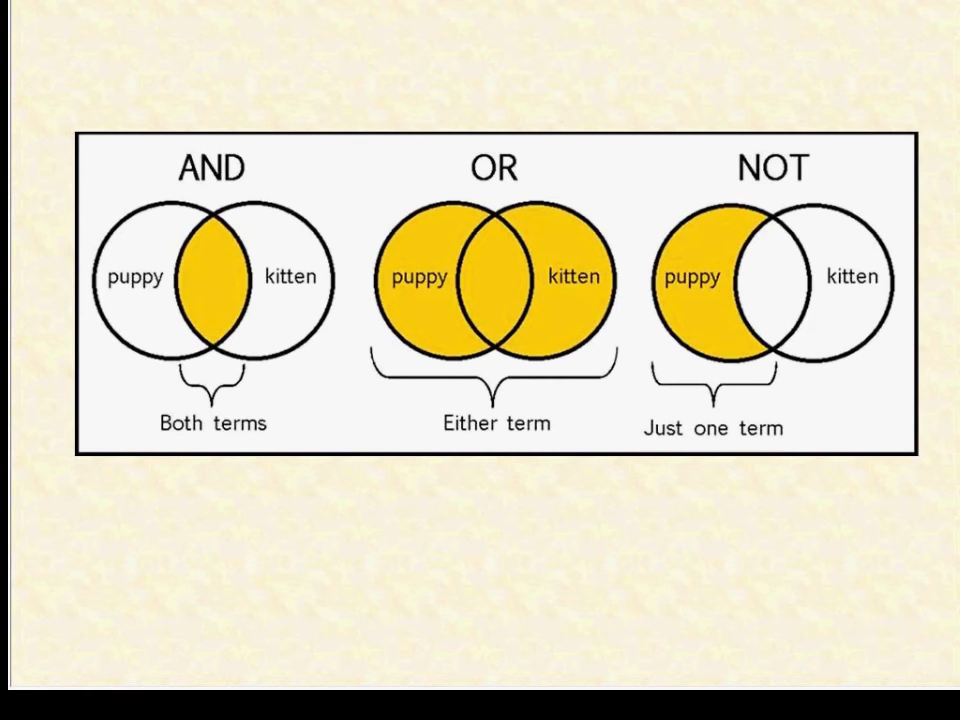 AND OR NOT
puppy kitten puppy kitten puppy kitten
Both terms Either term Just one term